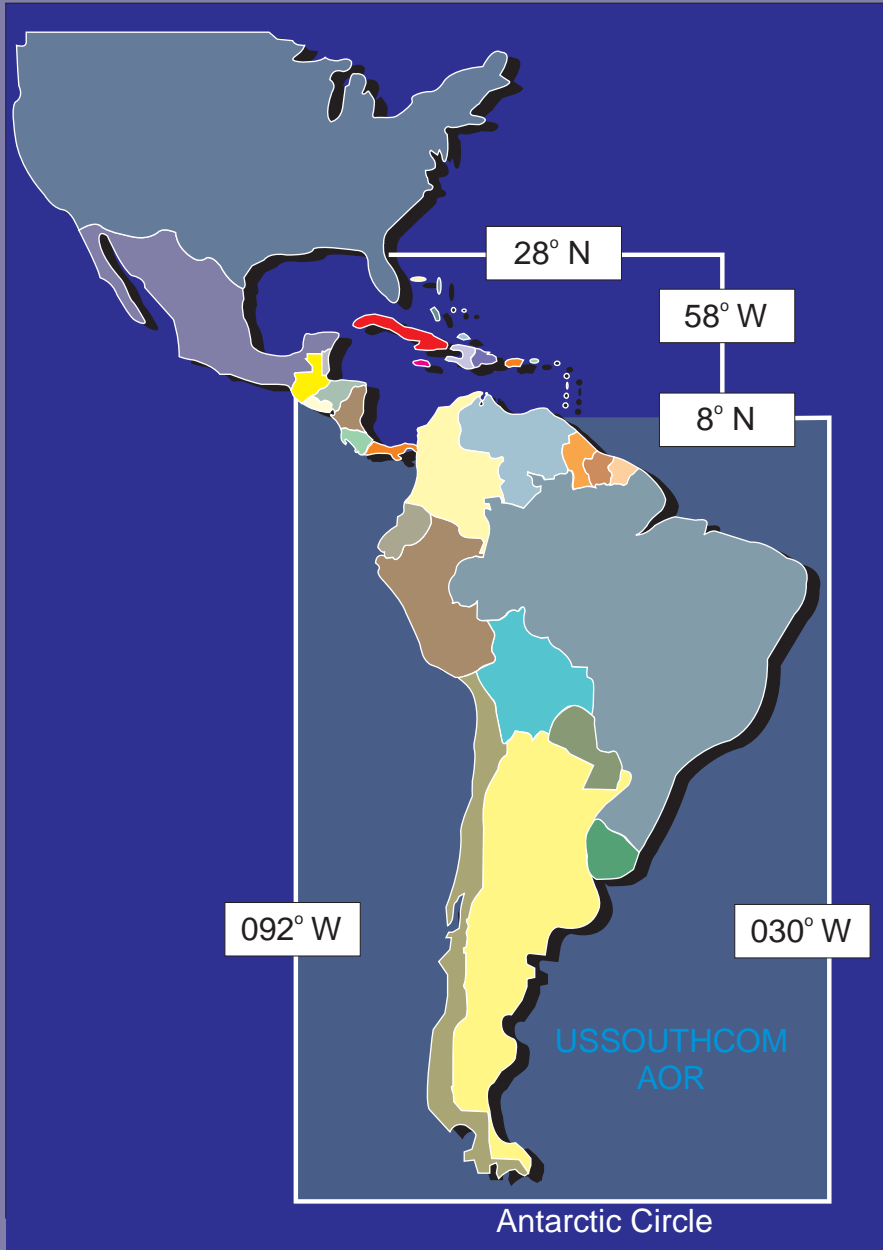 28° N
58° W
8° N
092° W
030° W
USSOUTHCOM
AOR
Antarctic Circle